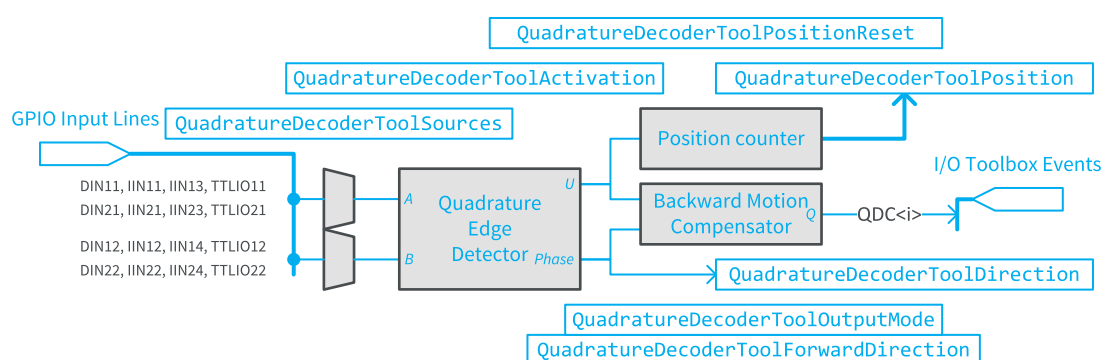 QuadratureDecoderToolPositionReset
QuadratureDecoderToolActivation
QuadratureDecoderToolPosition
GPIO Input Lines
QuadratureDecoderToolSources
Position counter
I/O Toolbox Events
DIN11, IIN11, IIN13, TTLIO11
DIN21, IIN21, IIN23, TTLIO21
A
Quadrature
Edge
Detector
U
Backward Motion
Compensator
Q
QDC<i>
DIN12, IIN12, IIN14, TTLIO12
DIN22, IIN22, IIN24, TTLIO22
B
Phase
QuadratureDecoderToolDirection
QuadratureDecoderToolOutputMode
QuadratureDecoderToolForwardDirection